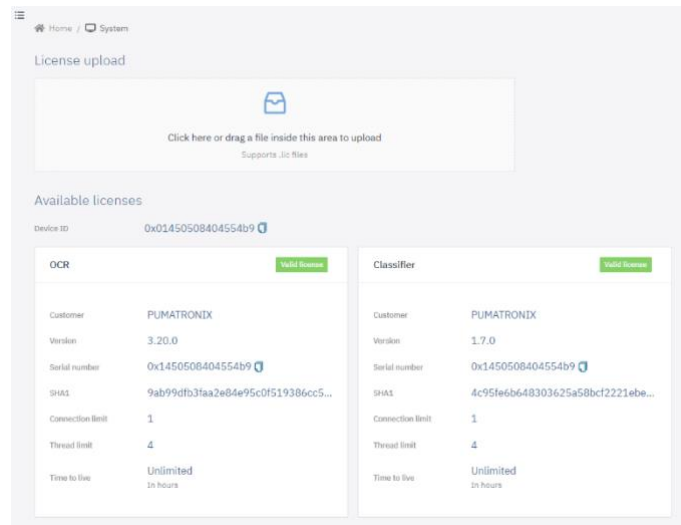 Home / System
License upload
Click here or drag a file inside this area to upload
Supports .lic files
Available licenses
Device ID 0x01450508404554b9
OCR Valid license
Customer PUMATRONIX
Version 3.20.0
Serial number 0x1450508404554b9
SHA1 9ab99dfb3faa2e84e95c0f519386cc5...
Connection limit 1
Thread limit 4
Time to live Unlimited
In hours
Classifier Valid license
Customer PUMATRONIX
Version 1.7.0
Serial number 0x1450508404554b9
SHA1 4c95fe6b648303625a58bcf2221ebe...
Connection limit 1
Thread limit 4
Time to live Unlimited
In hours